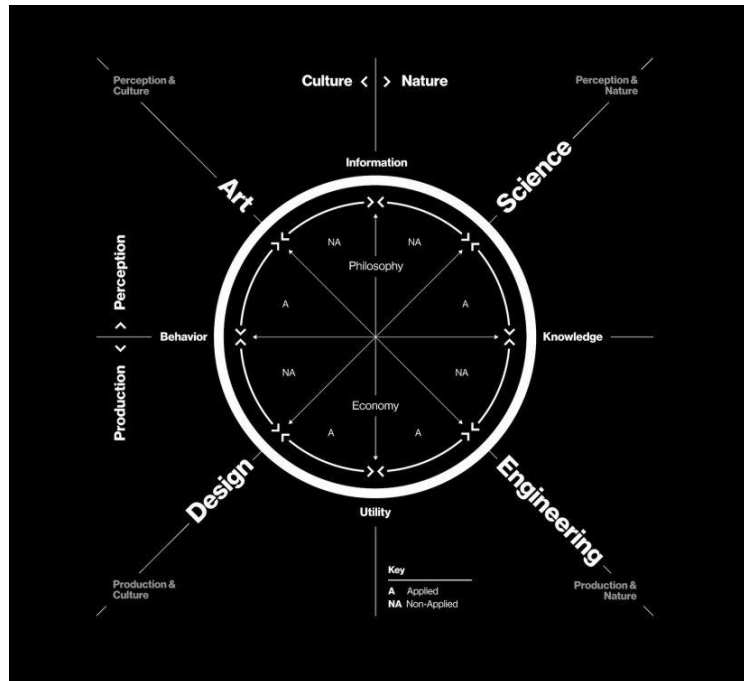 Culture < > Nature
Perception &
Culture
Perception &
Nature
Information
Art
Science
NA
NA
Philosophy
A
A
Production < > Perception
Behavior
Knowledge
NA
NA
Economy
A
A
Design
Engineering
Utility
Key
A Applied
NA Non-Applied
Production &
Culture
Production &
Nature